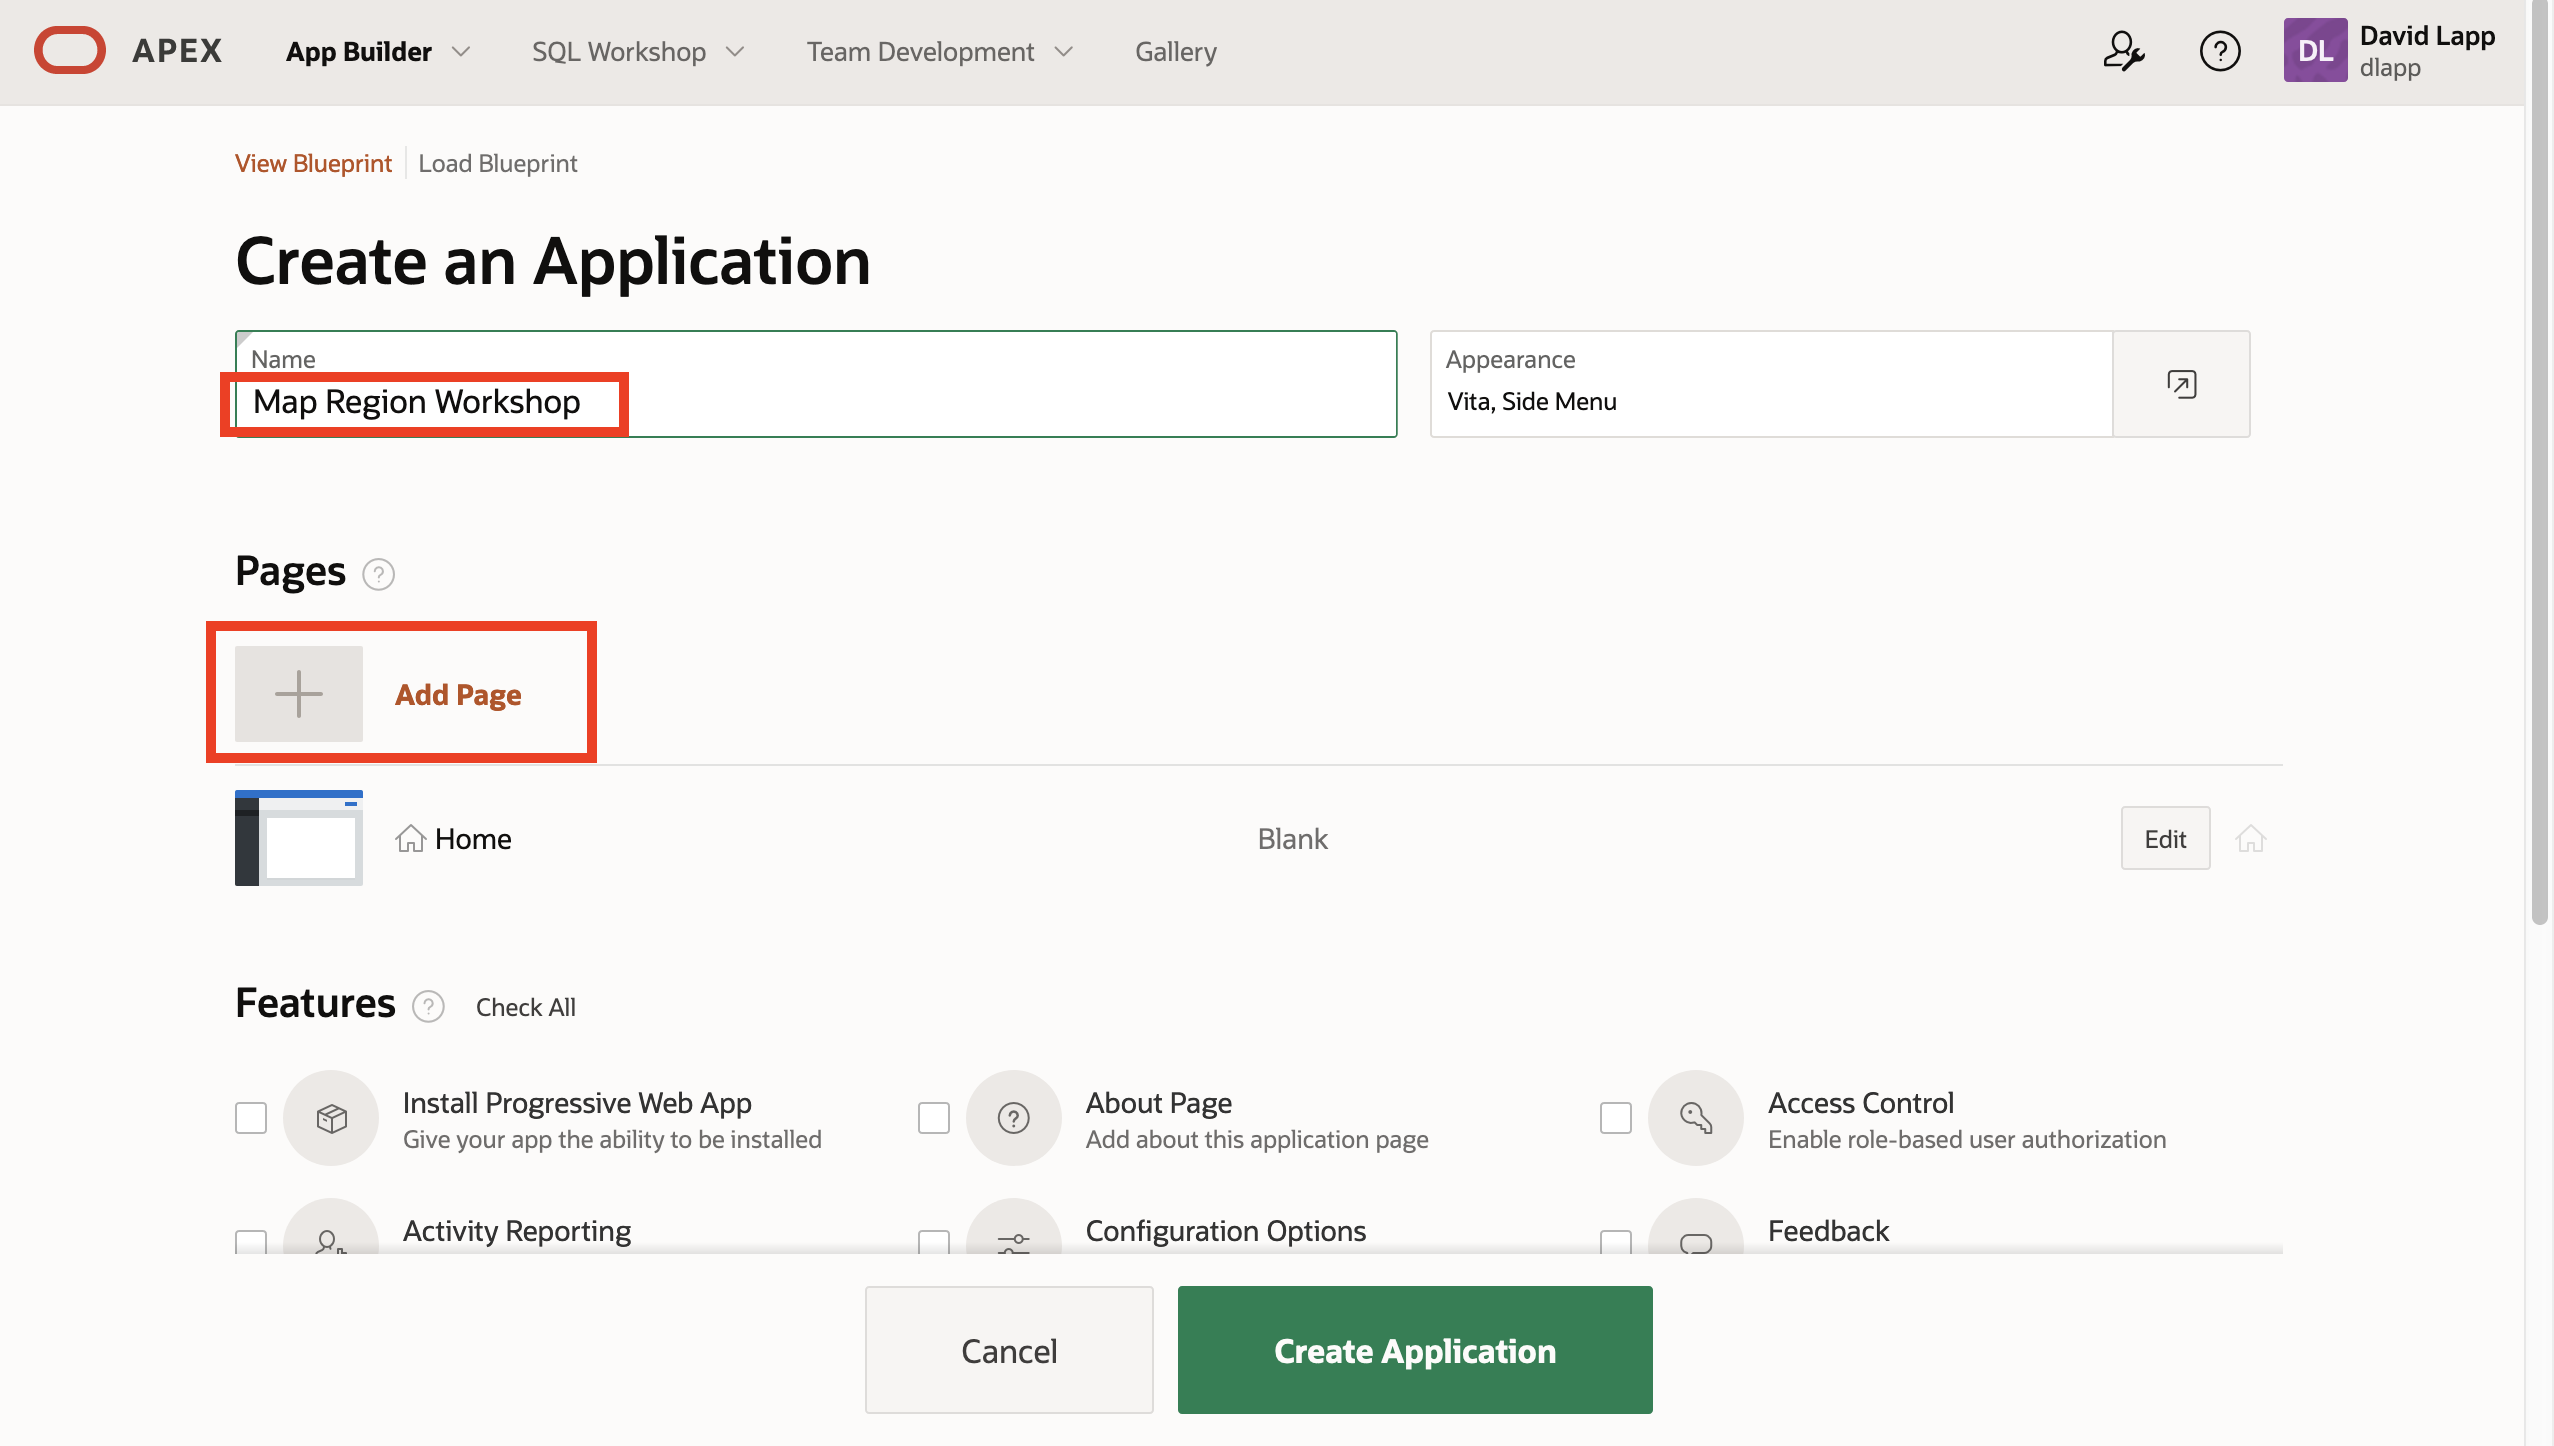 APEX App Builder SQL Workshop Team Development Gallery DL David Lapp
dlapp
View Blueprint Load Blueprint
Create an Application
Name Appearance
Map Region Workshop Vita, Side Menu
Pages ?
Add Page
Home Blank Edit
Features ? Check All
Install Progressive Web App About Page Access Control
Give your app the ability to be installed Add about this application page Enable role-based user authorization
Activity Reporting Configuration Options Feedback
Cancel Create Application